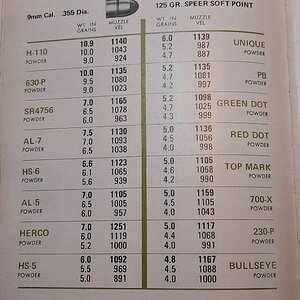 9mm Cal. .355 Dia. 125 GR. SPEER SOFT POINT
WT. IN GRAINS MUZZLE VEL WT. IN GRAINS MUZZLE VEL
10.9 1140 6.0 1139
H-110 10.0 1043 5.2 987 UNIQUE
POWDER 9.0 924 4.7 887 POWDER
10.0 1135 5.2 1105
630-P 9.5 1080 4.7 1081 PB
POWDER 9.0 1023 4.2 997 POWDER
7.0 1165 5.2 1108
SR4756 6.5 1078 4.7 1025 GREEN DOT
POWDER 6.0 963 4.3 POWDER
7.5 1130 5.0 1136
AL-7 7.0 1093 4.5 1056 RED DOT
POWDER 6.5 1038 4.0 998 POWDER
6.6 1123 5.0 1105
HS-6 6.1 1065 4.6 1058 TOP MARK
POWDER 5.6 939 4.0 990 POWDER
7.0 1105 5.0 1159
AL-5 6.5 1005 4.5 1107 700-X
POWDER 6.0 957 4.0 1043 POWDER
7.0 1251 5.0 1117
HERCO 6.0 1119 4.4 1068 230-P
POWDER 5.2 1000 4.0 991 POWDER
6.0 1092 4.8 1167
HS-5 5.5 969 4.5 1088 BULLSEYE
POWDER 5.0 891 4.0 1000 POWDER